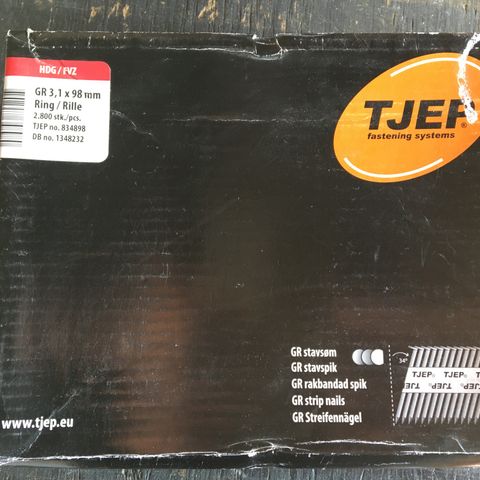 HDG / FVZ
GR 3,1 x 98 mm
Ring / Rille
2.800 stk./pcs.
TJEP no. 834898
DB no. 1348232
TJEP®
fastening systems
GR stavsøm
GR stavspik
GR rakbandad spik
GR strip nails
GR Streifennägel
34°
TJEP® TJEP®
TJEP® TJEP®
www.tjep.eu